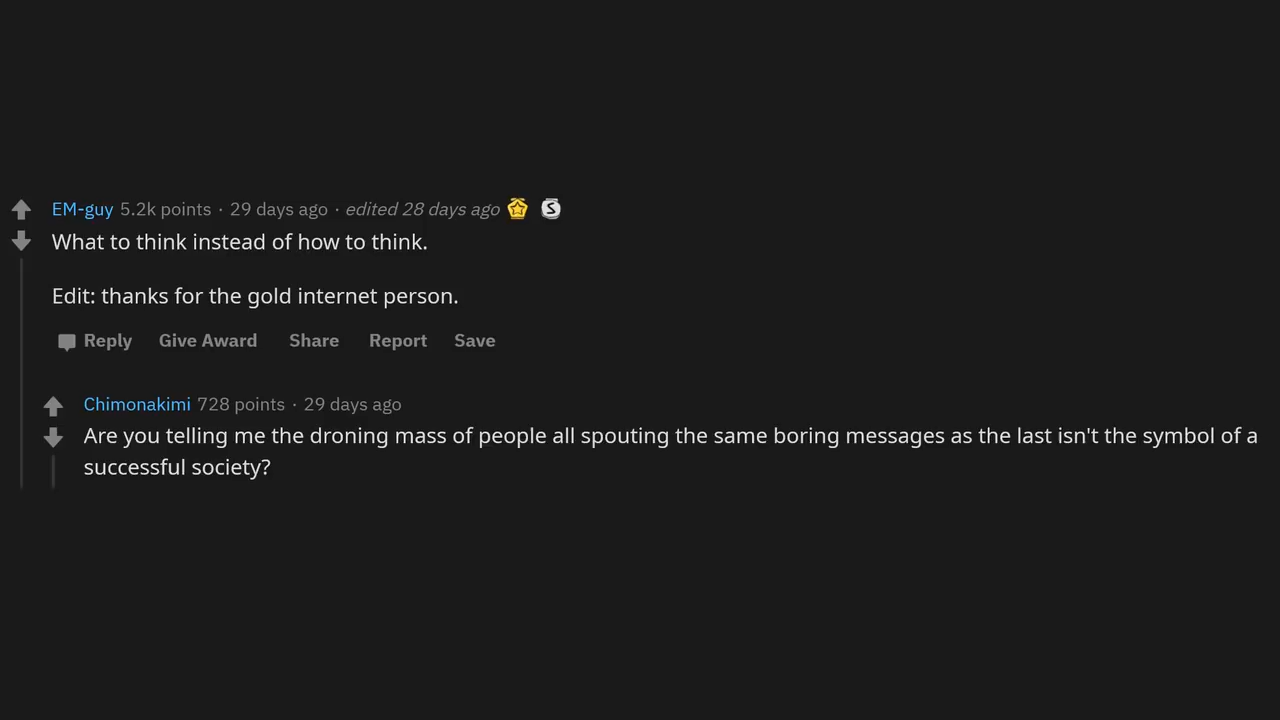 EM-guy 5.2k points · 29 days ago · edited 28 days ago
What to think instead of how to think.
Edit: thanks for the gold internet person.
Reply Give Award Share Report Save
Chimonakimi 728 points · 29 days ago
Are you telling me the droning mass of people all spouting the same boring messages as the last isn't the symbol of a
successful society?